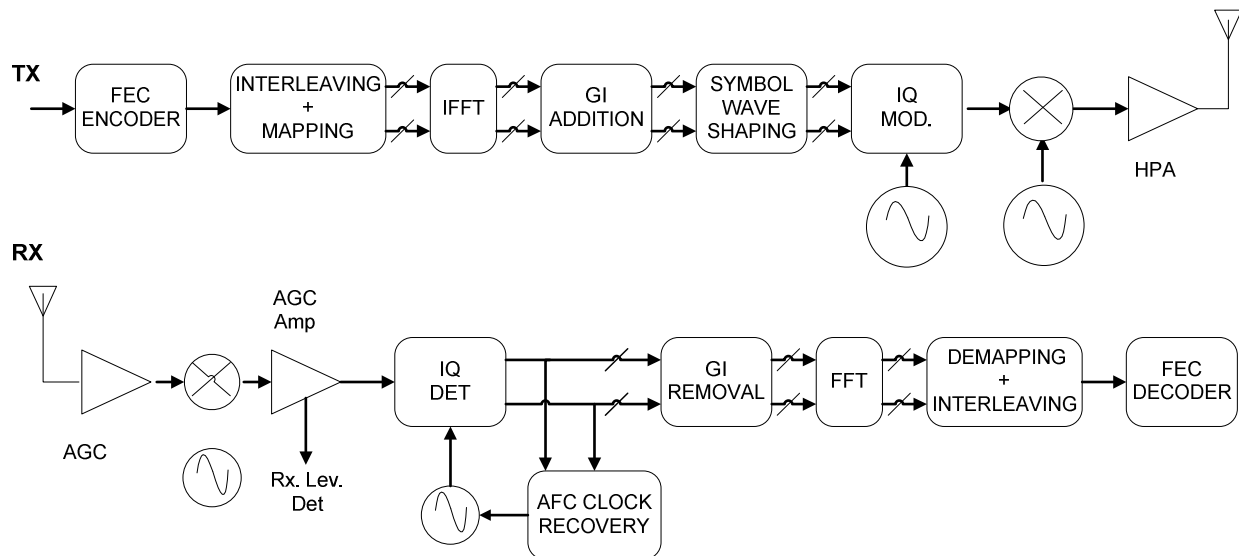 TX
FEC
ENCODER
INTERLEAVING
+
MAPPING
IFFT
GI
ADDITION
SYMBOL
WAVE
SHAPING
IQ
MOD.
HPA
RX
AGC
AGC
Amp
Rx. Lev.
Det
IQ
DET
AFC CLOCK
RECOVERY
GI
REMOVAL
FFT
DEMAPPING
+
INTERLEAVING
FEC
DECODER